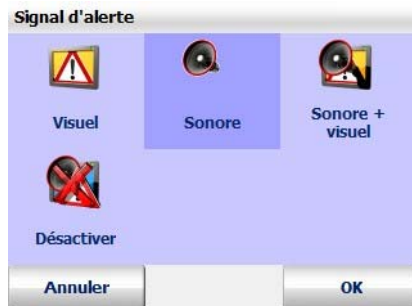 Signal d'alerte
Visuel
Sonore
Sonore +
visuel
Désactiver
Annuler
OK